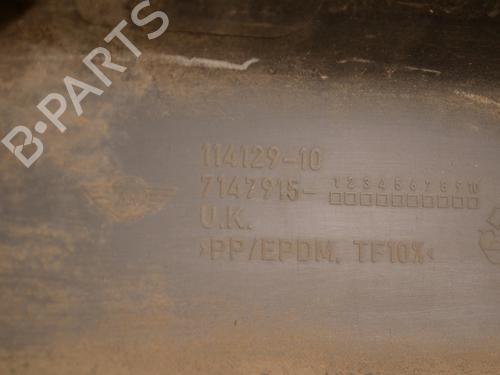 B-PARTS
114129-10
7147915- 1 2 3 4 5 6 7 8 9 10
U.K.
>PP/EPDM. TF10%<